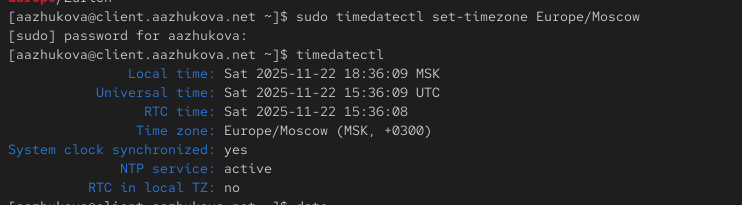 Europe/Zurich
[aazhukova@client.aazhukova.net ~]$ sudo timedatectl set-timezone Europe/Moscow
[sudo] password for aazhukova:
[aazhukova@client.aazhukova.net ~]$ timedatectl
Local time: Sat 2025-11-22 18:36:09 MSK
Universal time: Sat 2025-11-22 15:36:09 UTC
RTC time: Sat 2025-11-22 15:36:08
Time zone: Europe/Moscow (MSK, +0300)
System clock synchronized: yes
NTP service: active
RTC in local TZ: no
[aazhukova@client.aazhukova.net ~]$ date